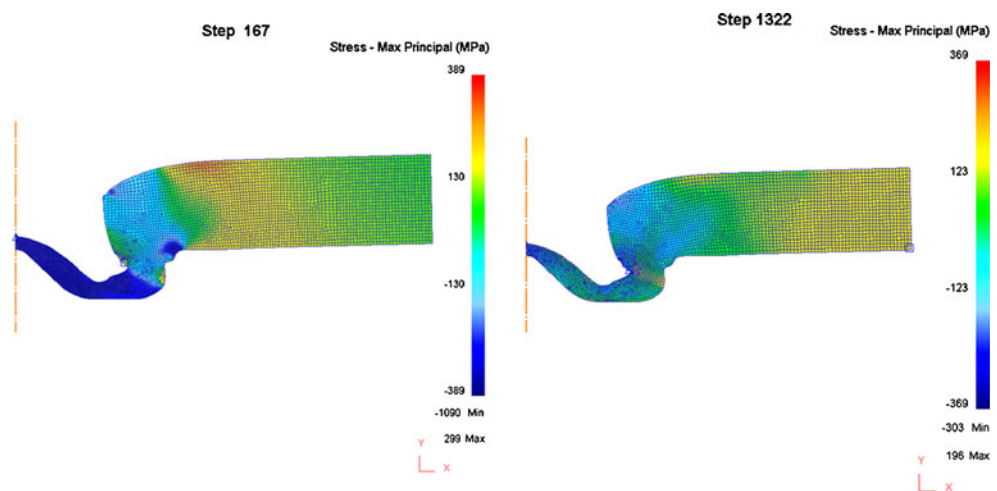 Step 167
Stress - Max Principal (MPa)
389
130
-130
-389
-1090 Min
299 Max
Y
X
Step 1322
Stress - Max Principal (MPa)
369
123
-123
-369
-303 Min
196 Max
Y
X